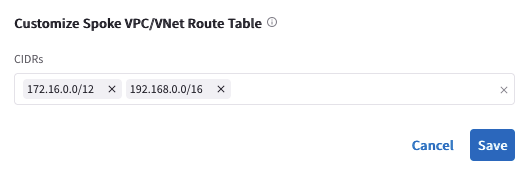 Customize Spoke VPC/VNet Route Table
CIDRs
172.16.0.0/12 192.168.0.0/16
Cancel Save